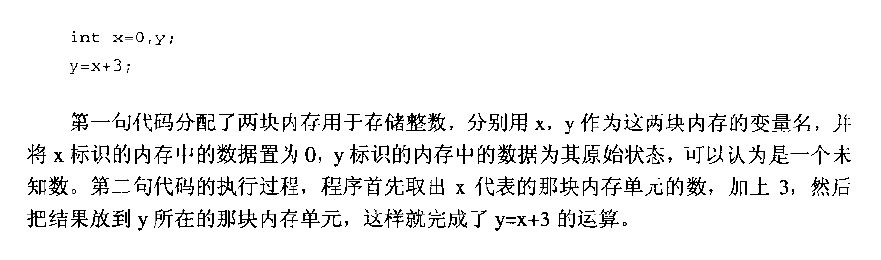 int x=0,y;
y=x+3;
第一句代码分配了两块内存用于存储整数，分别用 x，y 作为这两块内存的变量名，并
将 x 标识的内存中的数据置为 0，y 标识的内存中的数据为其原始状态，可以认为是一个未
知数。第二句代码的执行过程，程序首先取出 x 代表的那块内存单元的数，加上 3，然后
把结果放到 y 所在的那块内存单元，这样就完成了 y=x+3 的运算。